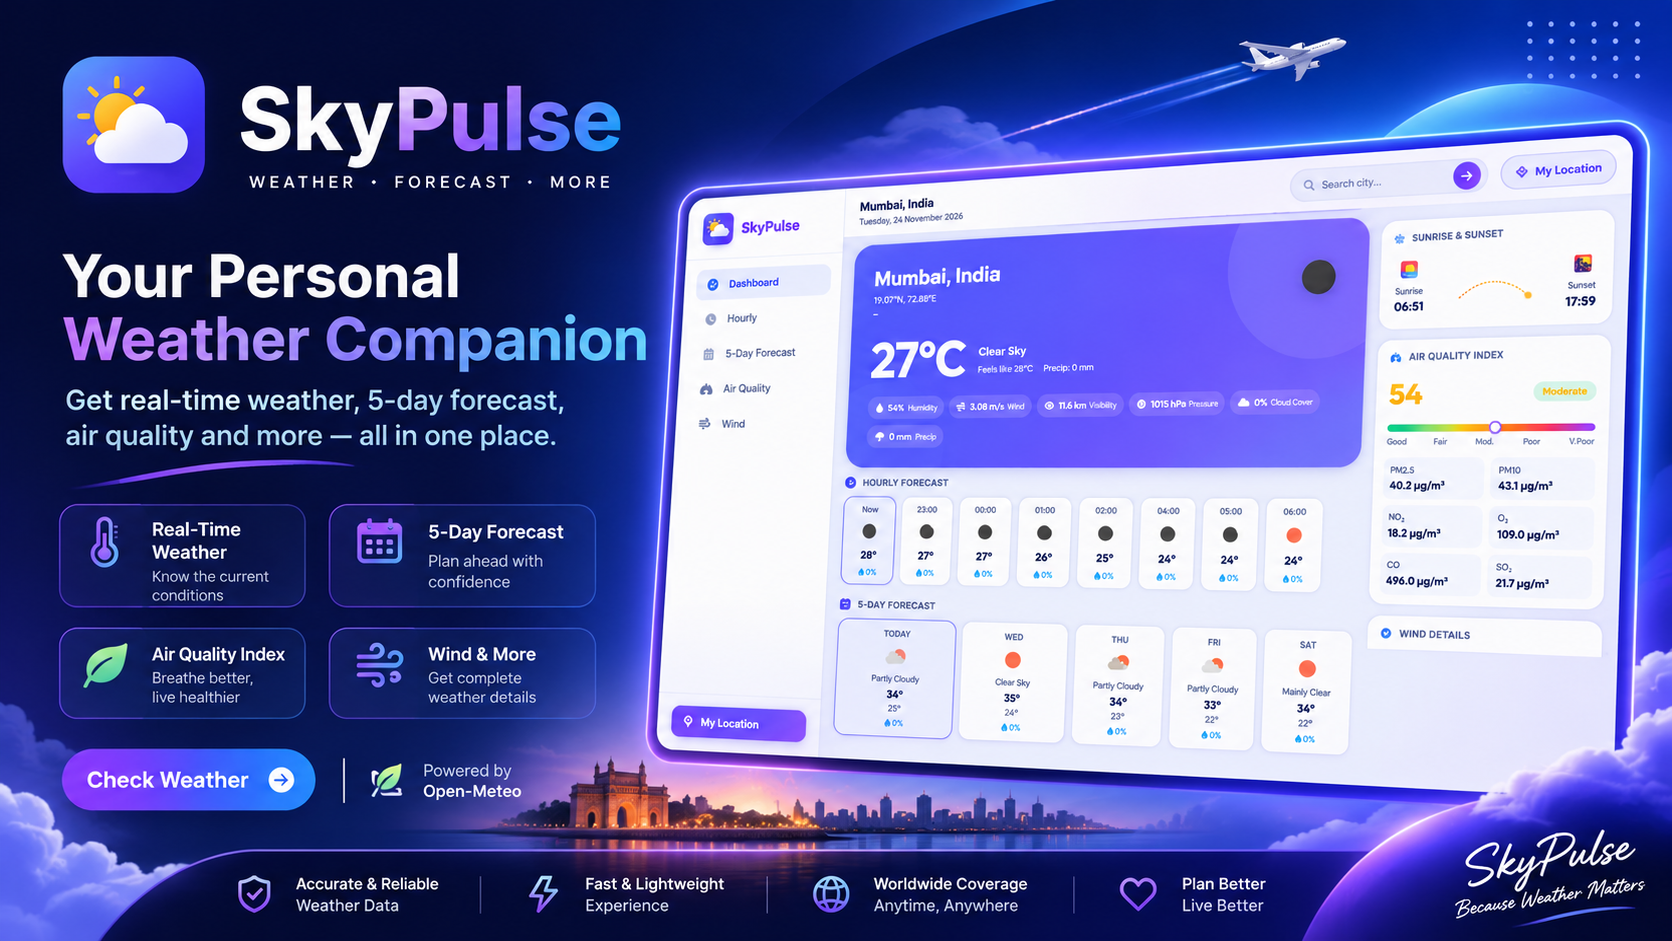 SkyPulse
WEATHER • FORECAST • MORE
Your Personal
Weather Companion
Get real-time weather, 5-day forecast,
air quality and more — all in one place.
Real-Time
Weather
Know the current
conditions
5-Day Forecast
Plan ahead with
confidence
Air Quality Index
Breathe better,
live healthier
Wind & More
Get complete
weather details
Check Weather
Powered by
Open-Meteo
SkyPulse
Dashboard
Hourly
5-Day Forecast
Air Quality
Wind
My Location
Mumbai, India
Tuesday, 24 November 2026
Search city...
My Location
Mumbai, India
19.07°N, 72.88°E
–
27°C
Clear Sky
Feels like 28°C Precip: 0 mm
54% Humidity
3.08 m/s Wind
11.6 km Visibility
1015 hPa Pressure
0% Cloud Cover
0 mm Precip
HOURLY FORECAST
Now
28°
0%
23:00
27°
0%
00:00
27°
0%
01:00
26°
0%
02:00
25°
0%
04:00
24°
0%
05:00
24°
0%
06:00
24°
0%
5-DAY FORECAST
TODAY
Partly Cloudy
34°
25°
0%
WED
Clear Sky
35°
24°
0%
THU
Partly Cloudy
34°
23°
0%
FRI
Partly Cloudy
33°
22°
0%
SAT
Mainly Clear
34°
22°
0%
SUNRISE & SUNSET
Sunrise
06:51
Sunset
17:59
AIR QUALITY INDEX
54
Moderate
Good Fair Mod. Poor V.Poor
PM2.5
40.2 µg/m³
PM10
43.1 µg/m³
NO₂
18.2 µg/m³
O₂
109.0 µg/m³
CO
496.0 µg/m³
SO₂
21.7 µg/m³
WIND DETAILS
Accurate & Reliable
Weather Data
Fast & Lightweight
Experience
Worldwide Coverage
Anytime, Anywhere
Plan Better
Live Better
SkyPulse
Because Weather Matters